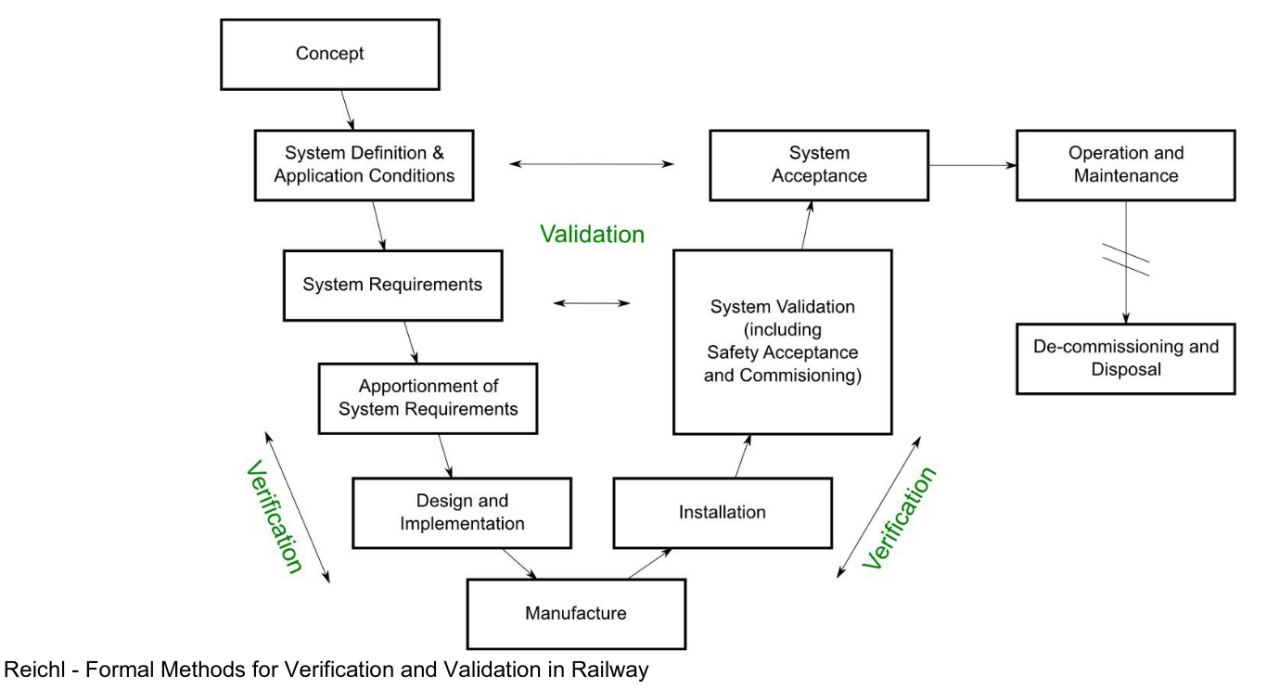 Concept
System Definition &
Application Conditions
System
Acceptance
Operation and
Maintenance
Validation
System Requirements
System Validation
(including
Safety Acceptance
and Commisioning)
De-commissioning and
Disposal
Apportionment of
System Requirements
Verification
Design and
Implementation
Installation
Verification
Manufacture
Reichl - Formal Methods for Verification and Validation in Railway